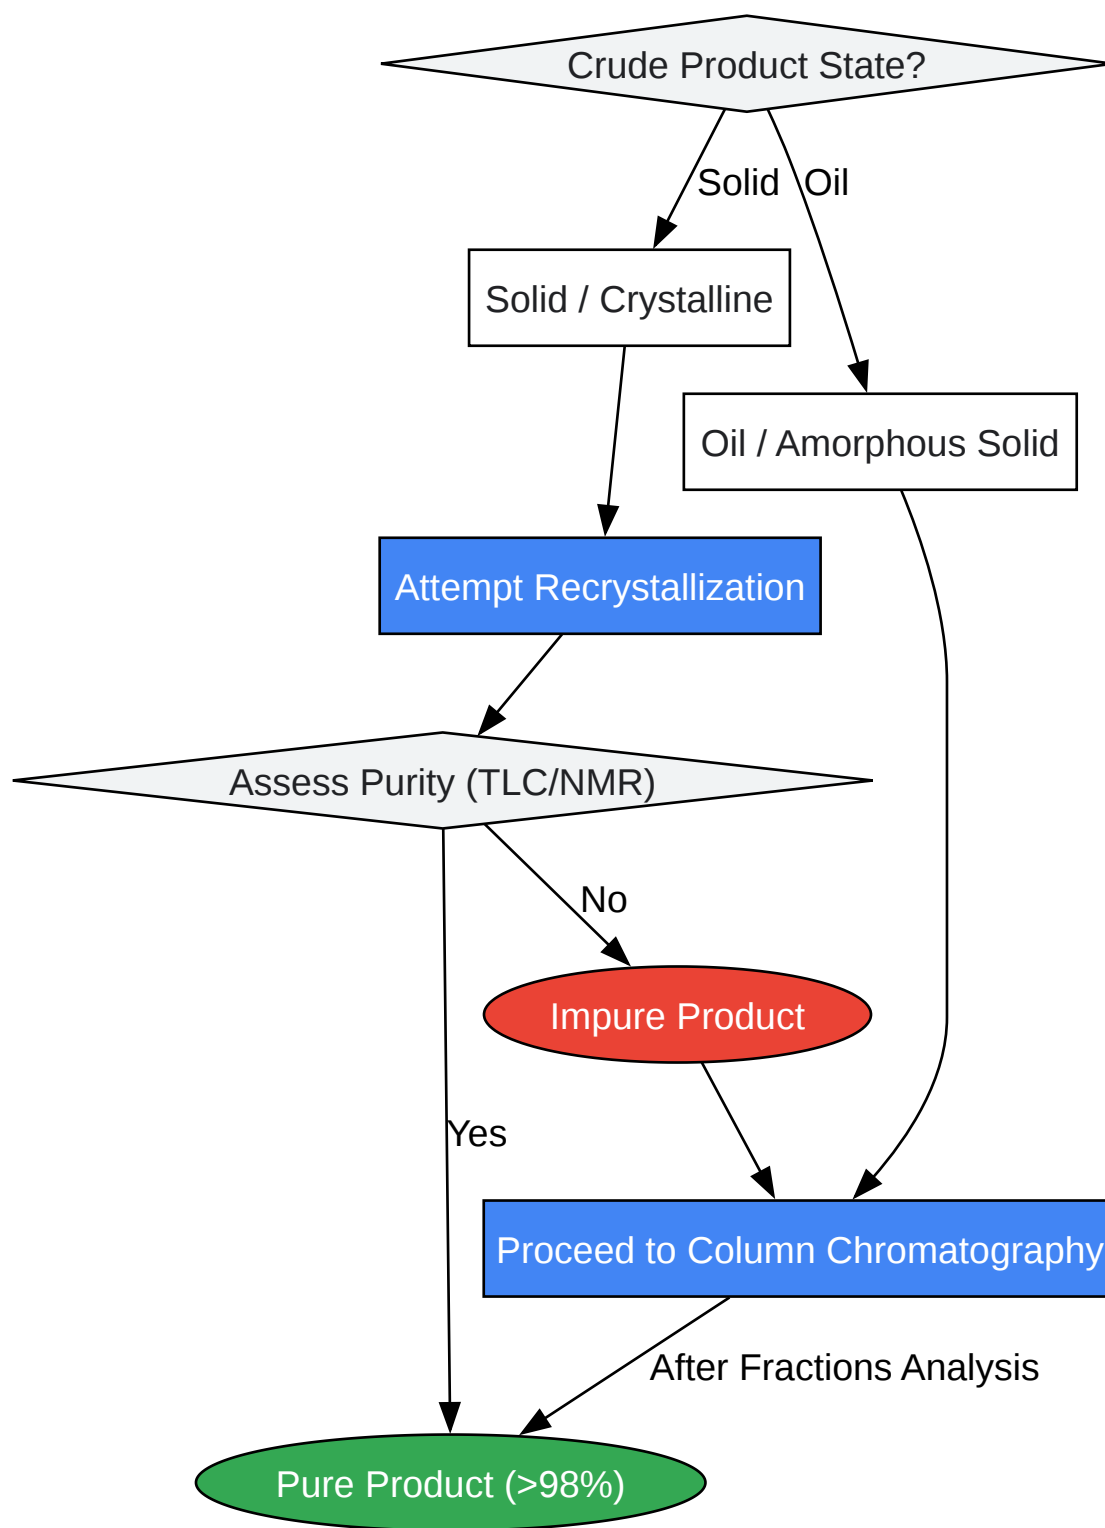 Crude Product State?
Solid
Oil
Solid / Crystalline
Oil / Amorphous Solid
Attempt Recrystallization
Assess Purity (TLC/NMR)
No
Impure Product
Yes
Proceed to Column Chromatography
After Fractions Analysis
Pure Product (>98%)